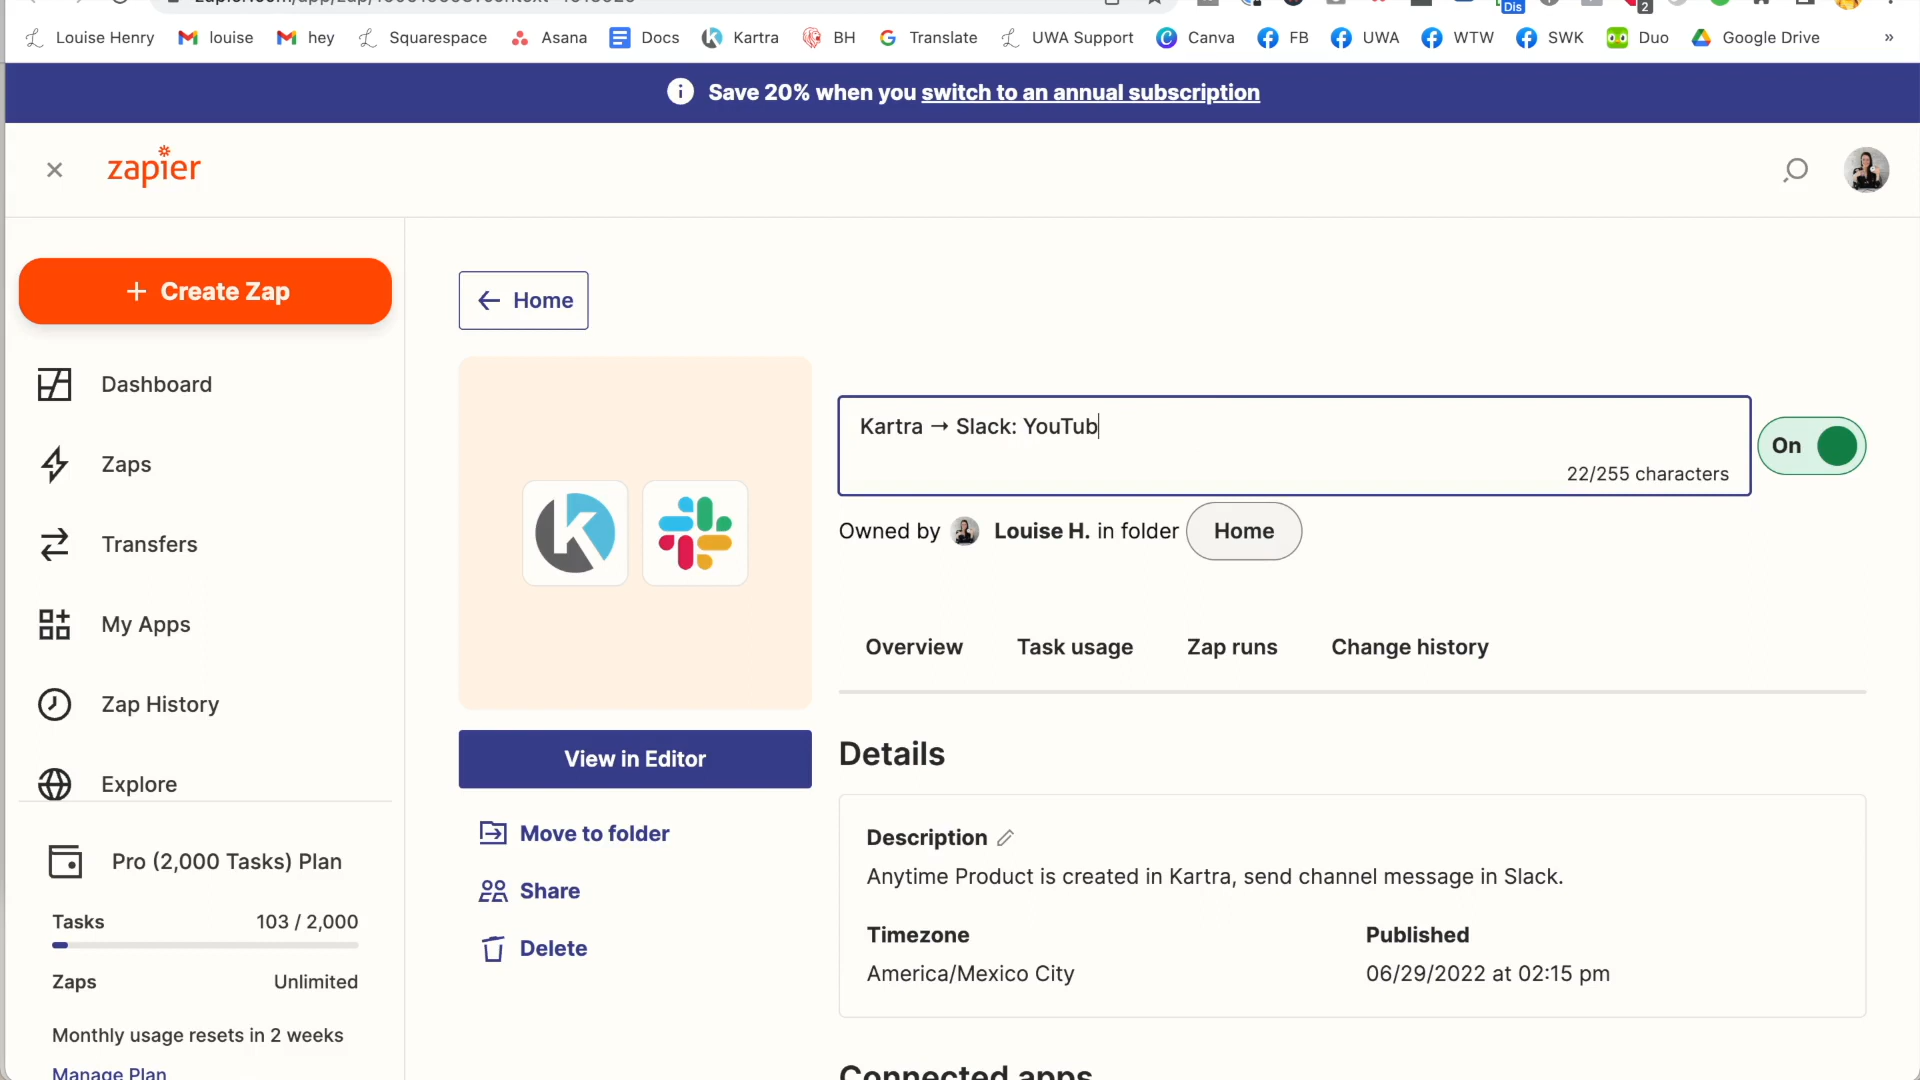 Louise Henry louise hey Squarespace Asana Docs Kartra BH Translate UWA Support Canva FB UWA WTW SWK Duo Google Drive »
Dis
2
Save 20% when you switch to an annual subscription
zapier
+ Create Zap
Dashboard
Zaps
Transfers
My Apps
Zap History
Explore
Pro (2,000 Tasks) Plan
Tasks 103 / 2,000
Zaps Unlimited
Monthly usage resets in 2 weeks
Manage Plan
← Home
View in Editor
Move to folder
Share
Delete
Kartra → Slack: YouTub
22/255 characters
On
Owned by Louise H. in folder Home
Overview Task usage Zap runs Change history
Details
Description
Anytime Product is created in Kartra, send channel message in Slack.
Timezone Published
America/Mexico City 06/29/2022 at 02:15 pm
Connected apps